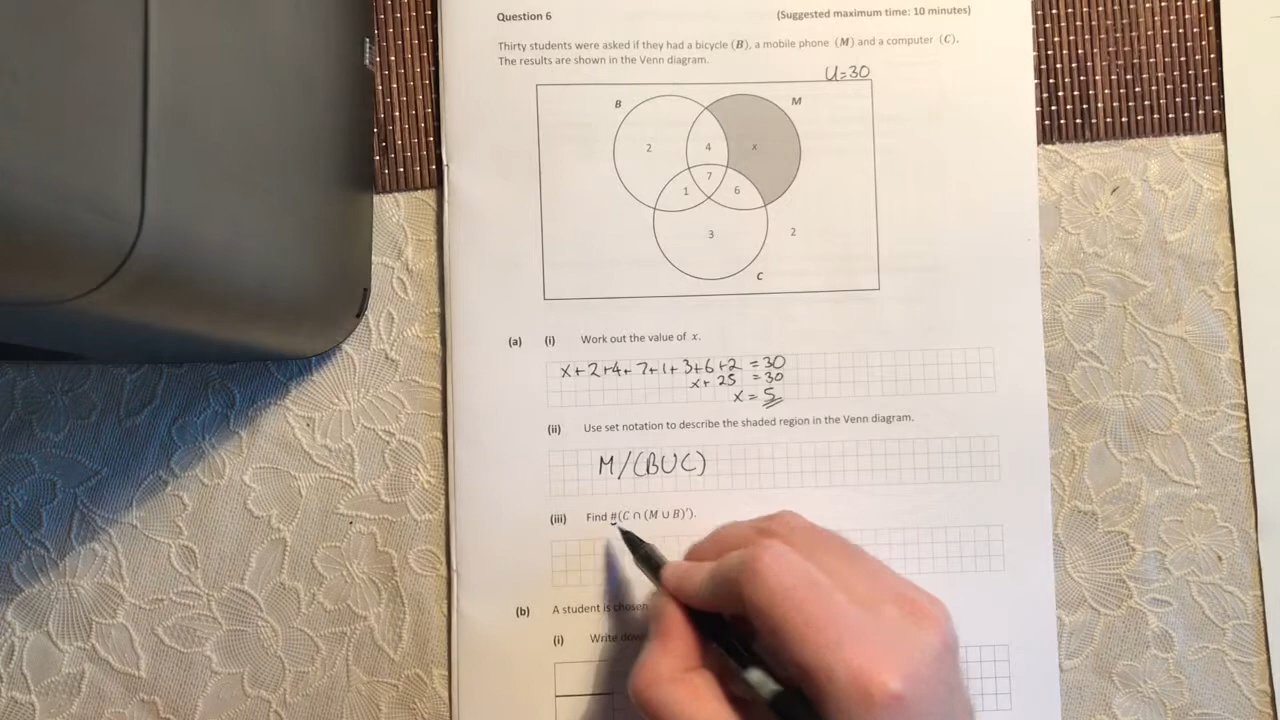 Question 6
(Suggested maximum time: 10 minutes)
Thirty students were asked if they had a bicycle (B), a mobile phone (M) and a computer (C).
The results are shown in the Venn diagram.
U=30
B
M
2
4
x
7
1
6
3
2
C
(a) (i) Work out the value of x.
x+2+4+7+1+3+6+2 =30
x+25 =30
x = 5
(ii) Use set notation to describe the shaded region in the Venn diagram.
M/(B∪C)
(iii) Find #(C ∩ (M ∪ B)′).
(b) A student is chosen
(i) Write down